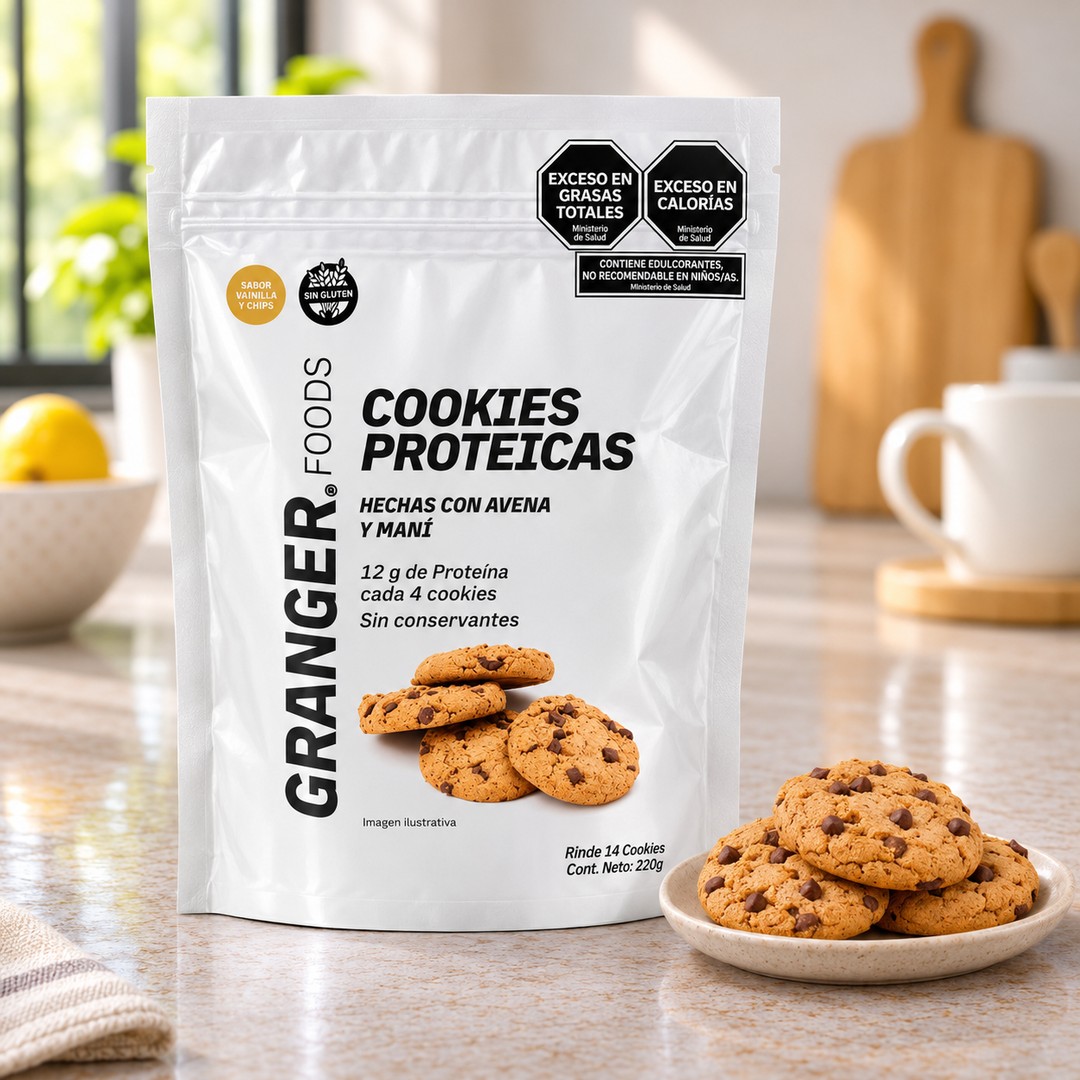 EXCESO EN
GRASAS
TOTALES
Ministerio
de Salud
EXCESO EN
CALORÍAS
Ministerio
de Salud
CONTIENE EDULCORANTES,
NO RECOMENDABLE EN NIÑOS/AS.
Ministerio de Salud
SABOR
VAINILLA
Y CHIPS
SIN GLUTEN
GRANGER® FOODS
COOKIES
PROTEICAS
HECHAS CON AVENA
Y MANÍ
12 g de Proteína
cada 4 cookies
Sin conservantes
Imagen ilustrativa
Rinde 14 Cookies
Cont. Neto: 220g